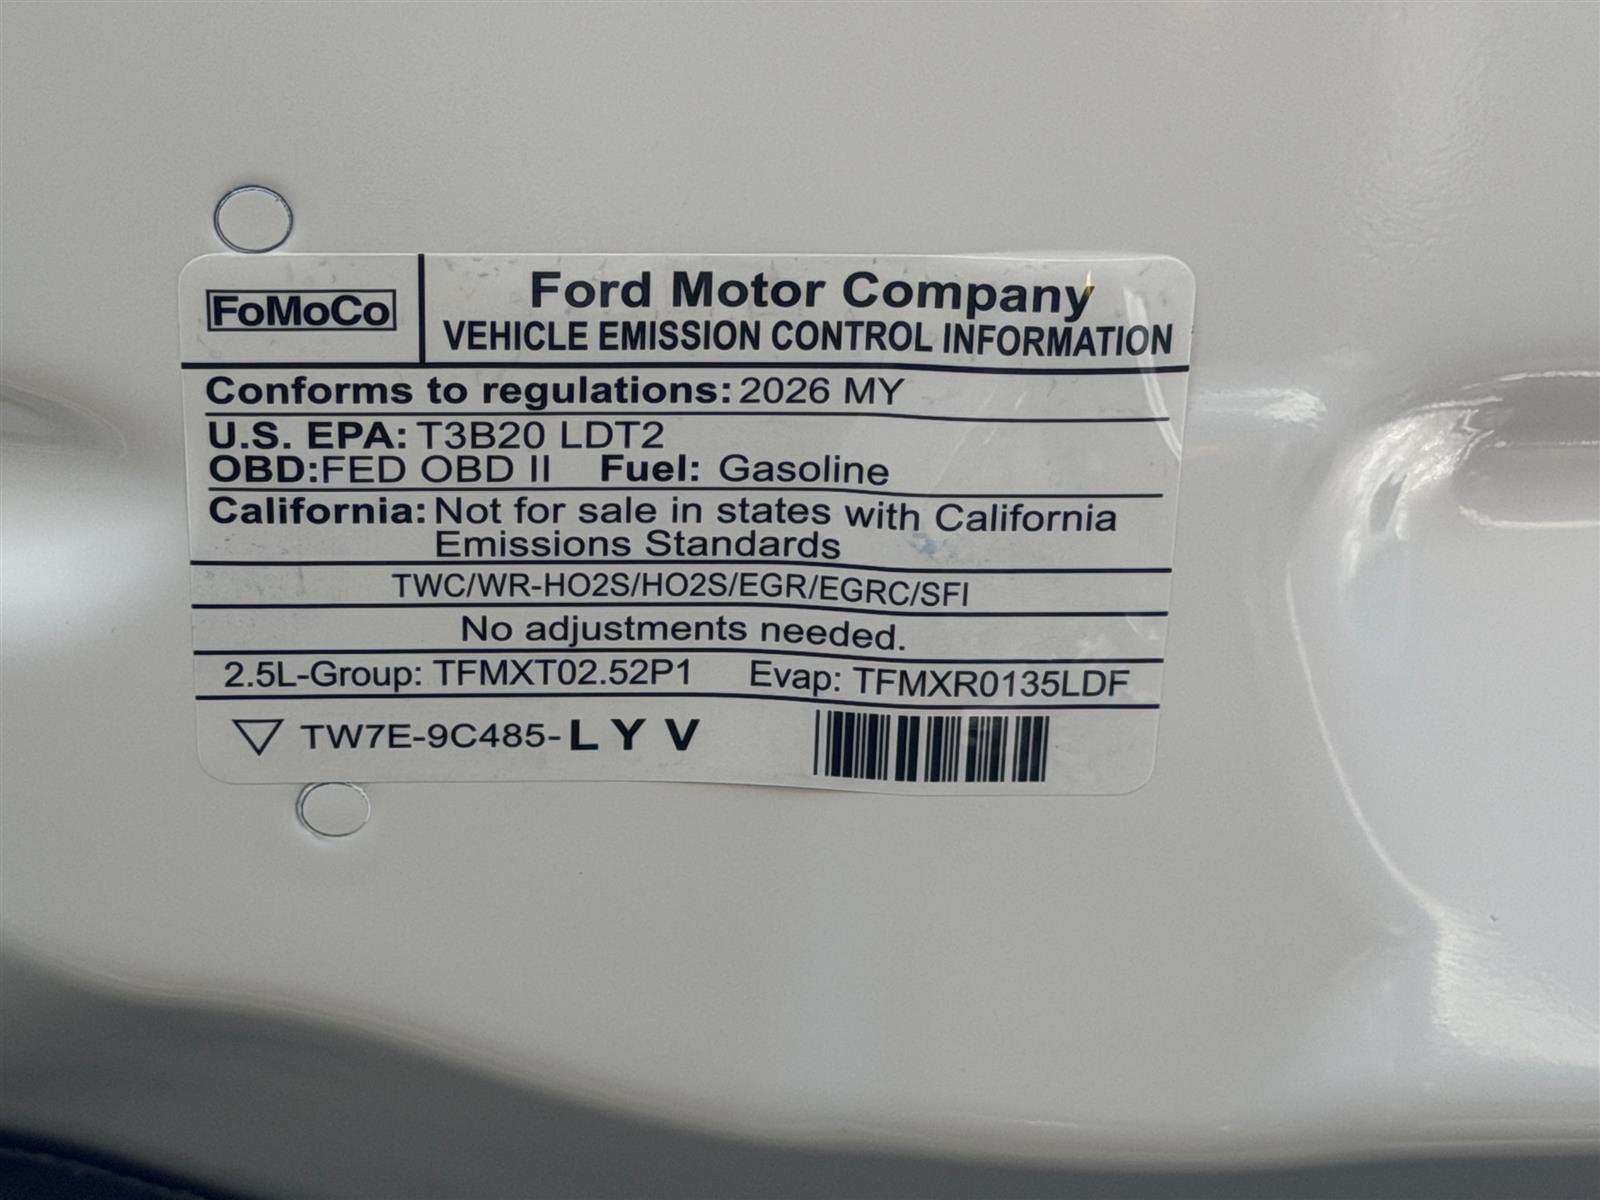 FoMoCo
Ford Motor Company
VEHICLE EMISSION CONTROL INFORMATION
Conforms to regulations: 2026 MY
U.S. EPA: T3B20 LDT2
OBD:FED OBD II Fuel: Gasoline
California: Not for sale in states with California
Emissions Standards
TWC/WR-HO2S/HO2S/EGR/EGRC/SFI
No adjustments needed.
2.5L-Group: TFMXT02.52P1 Evap: TFMXR0135LDF
TW7E-9C485-L Y V